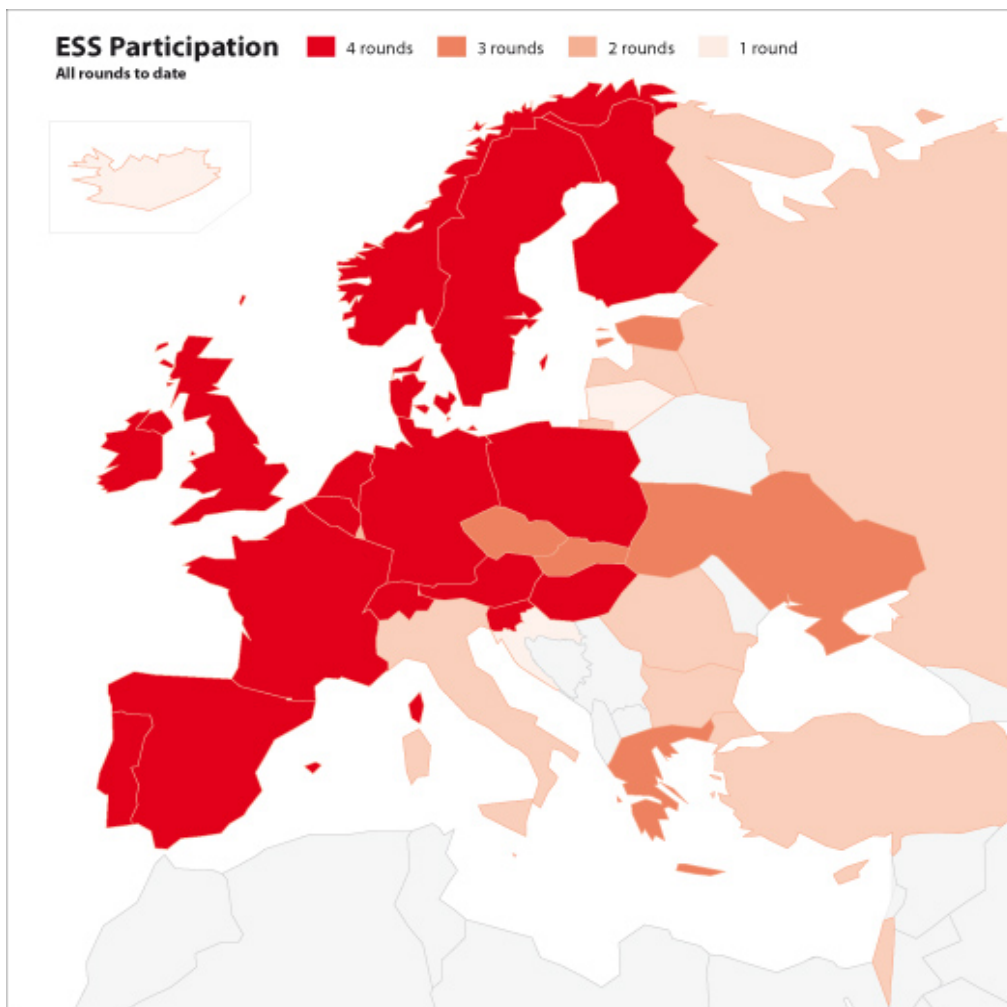 ESS Participation
All rounds to date
4 rounds
3 rounds
2 rounds
1 round